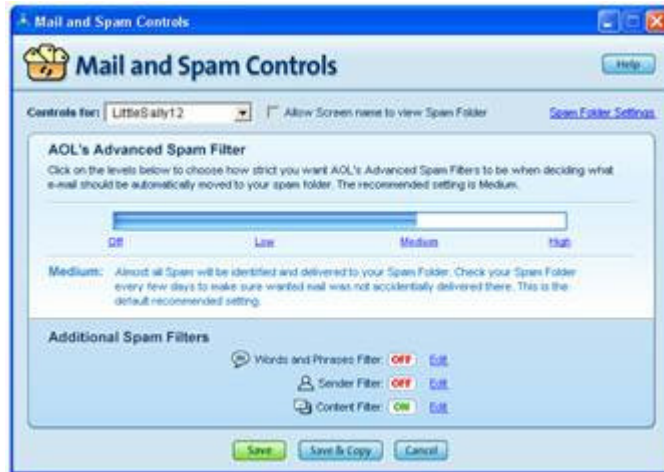 Mail and Spam Controls
Mail and Spam Controls
Help
Controls for: LittleSally12 Allow Screen name to view Spam Folder Spam Folder Settings
AOL's Advanced Spam Filter
Click on the levels below to choose how strict you want AOL's Advanced Spam Filters to be when deciding what
e-mail should be automatically moved to your spam folder. The recommended setting is Medium.
Off Low Medium High
Medium: Almost all Spam will be identified and delivered to your Spam Folder. Check your Spam Folder
every few days to make sure wanted mail was not accidentally delivered there. This is the
default recommended setting.
Additional Spam Filters
Words and Phrases Filter: OFF Edit
Sender Filter: OFF Edit
Content Filter: ON Edit
Save Save & Copy Cancel